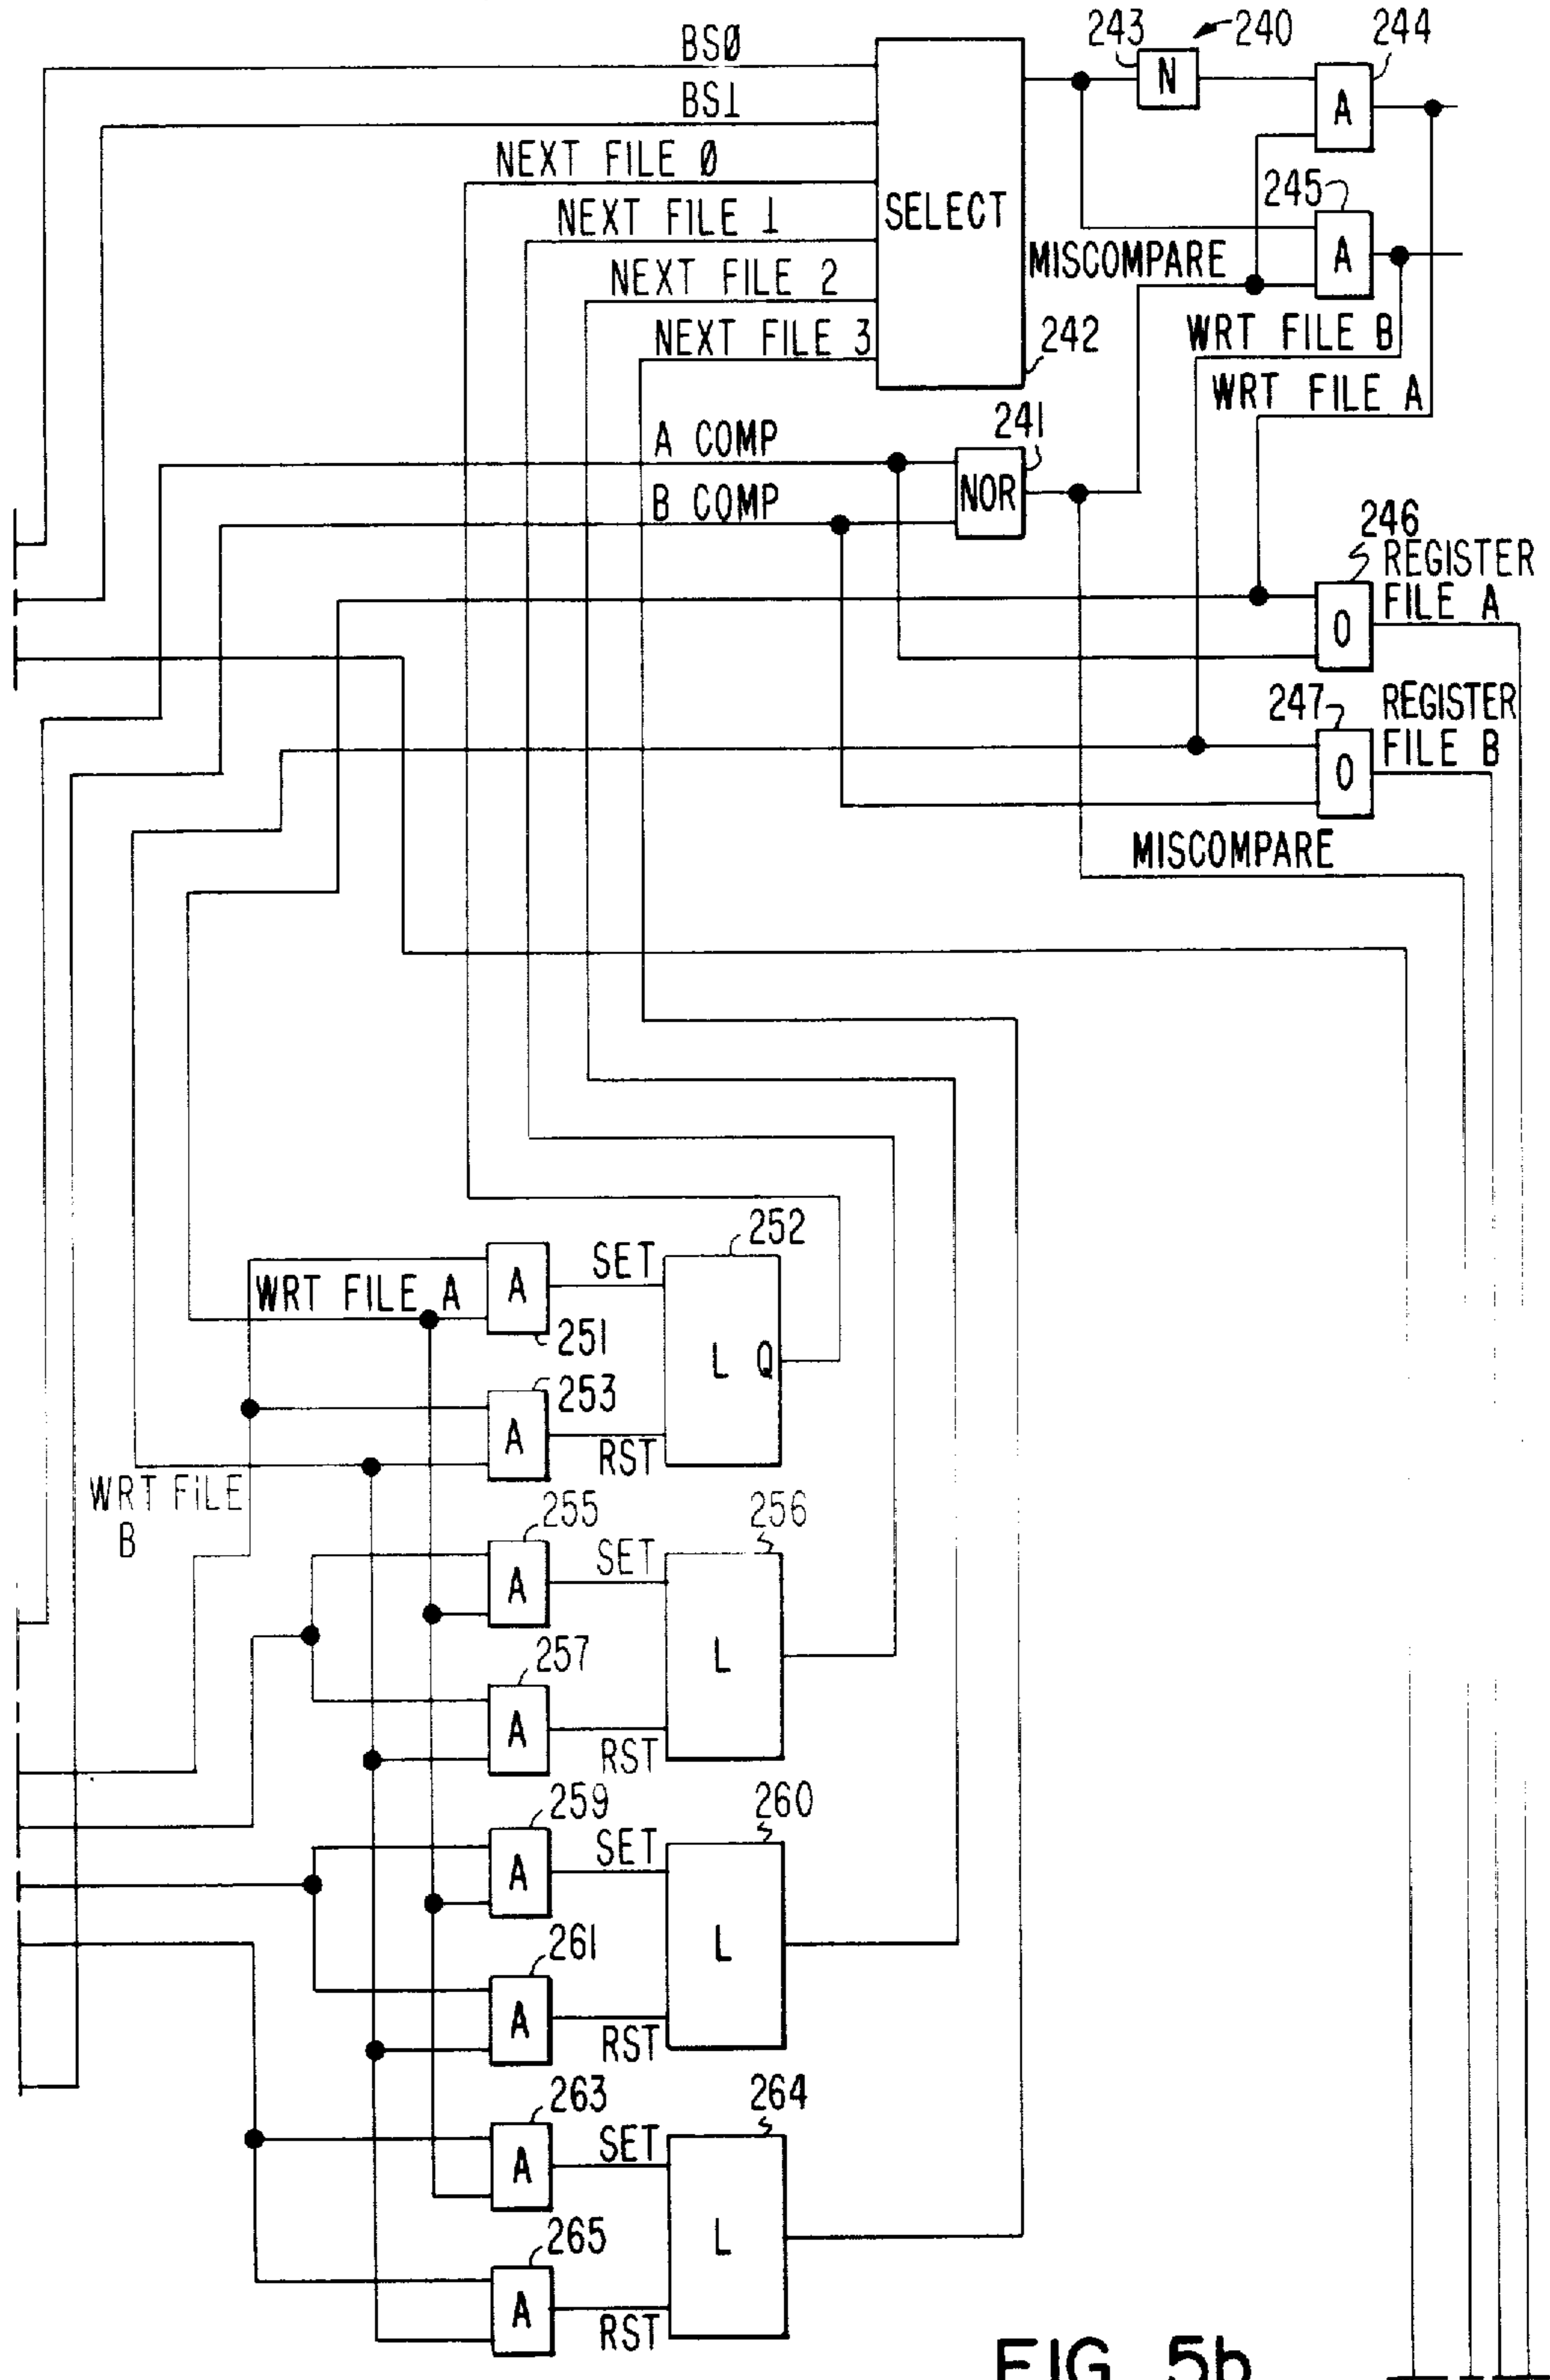 243
240
244
BSØ
N
A
BS1
NEXT FILE Ø
245
SELECT
NEXT FILE 1
MISCOMPARE
A
NEXT FILE 2
WRT FILE B
NEXT FILE 3
242
WRT FILE A
241
A COMP
NOR
B COMP
246
REGISTER
FILE A
O
247
REGISTER
FILE B
O
MISCOMPARE
252
SET
A
WRT FILE A
251
L Q
253
A
RST
WRT FILE
B
255
256
SET
A
257
L
A
RST
259
260
SET
A
261
L
A
RST
263
264
SET
A
265
L
A
RST
FIG. 5b